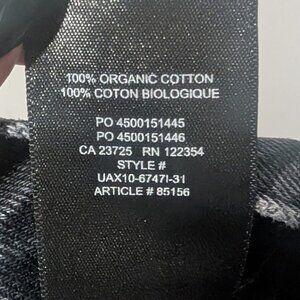 100% ORGANIC COTTON
100% COTON BIOLOGIQUE
PO 4500151445
PO 4500151446
CA 23725 RN 122354
STYLE #
UAX10-6747I-31
ARTICLE # 85156